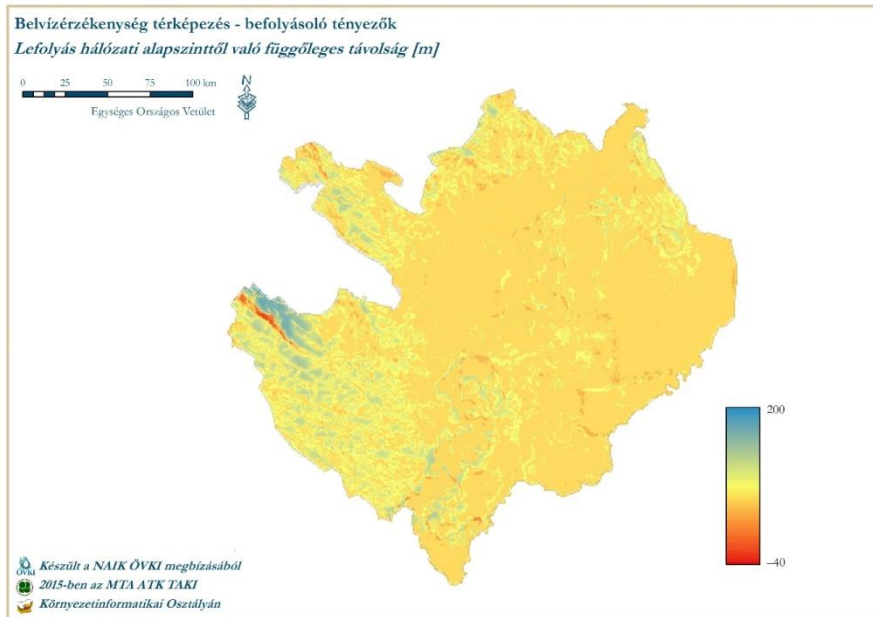 Belvízérzékenység térképezés - befolyásoló tényezők
Lefolyás hálózati alapszinttől való függőleges távolság [m]
0 25 50 75 100 km
N
Egységes Országos Vetület
200
–40
ÖVKI
Készült a NAIK ÖVKI megbízásából
2015-ben az MTA ATK TAKI
Környezetinformatikai Osztályán